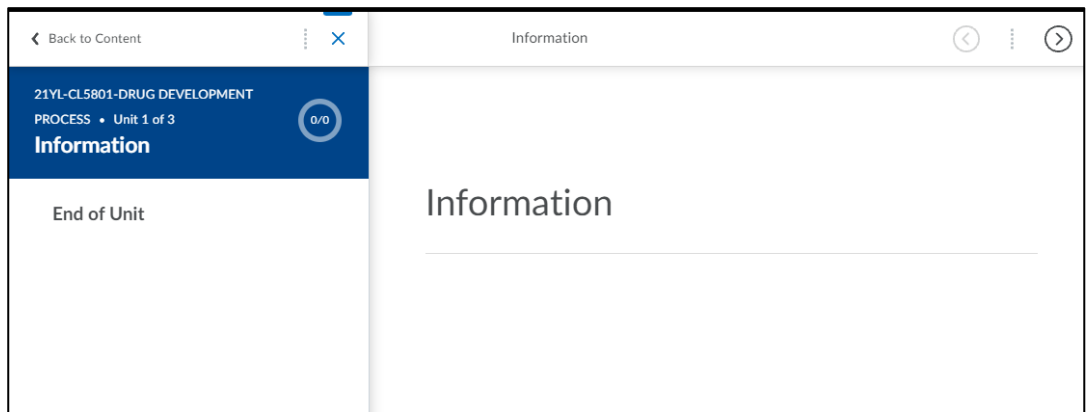 Back to Content
Information
21YL-CL5801-DRUG DEVELOPMENT
PROCESS • Unit 1 of 3
0/0
Information
End of Unit
Information